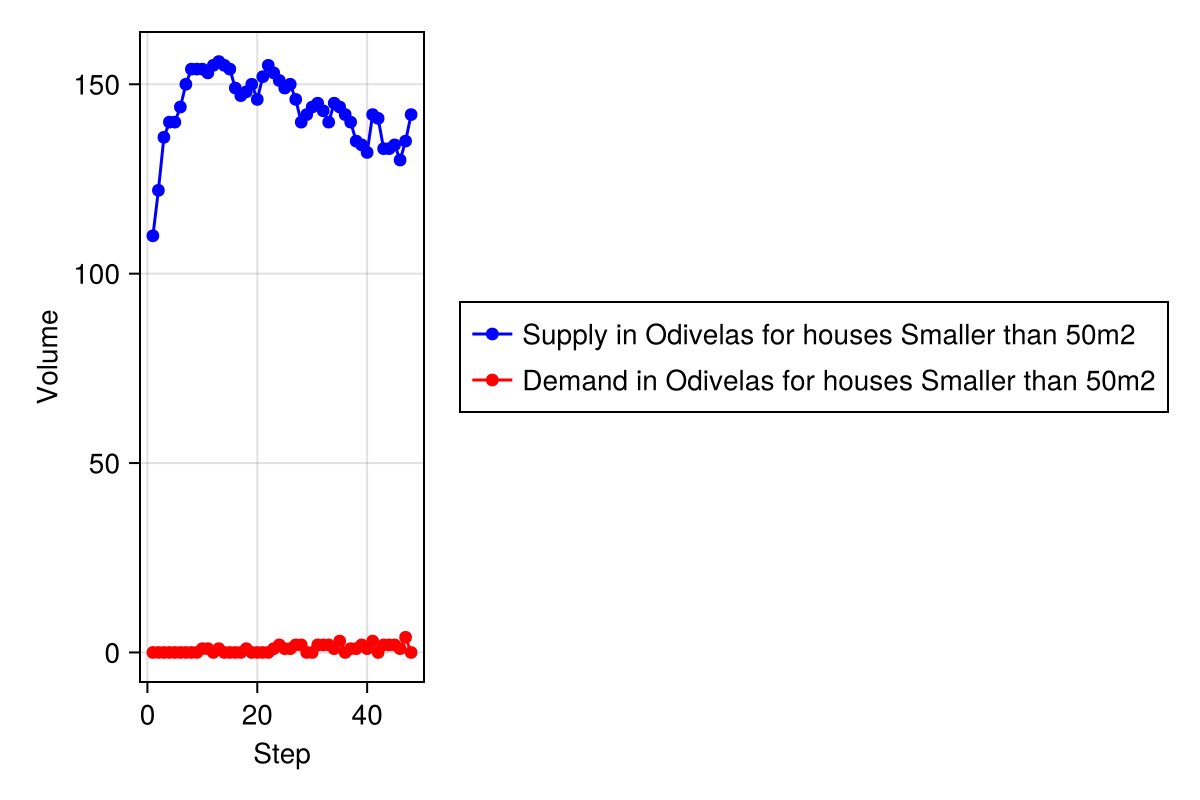 150
100
50
0
Volume
0 20 40
Step
Supply in Odivelas for houses Smaller than 50m2
Demand in Odivelas for houses Smaller than 50m2